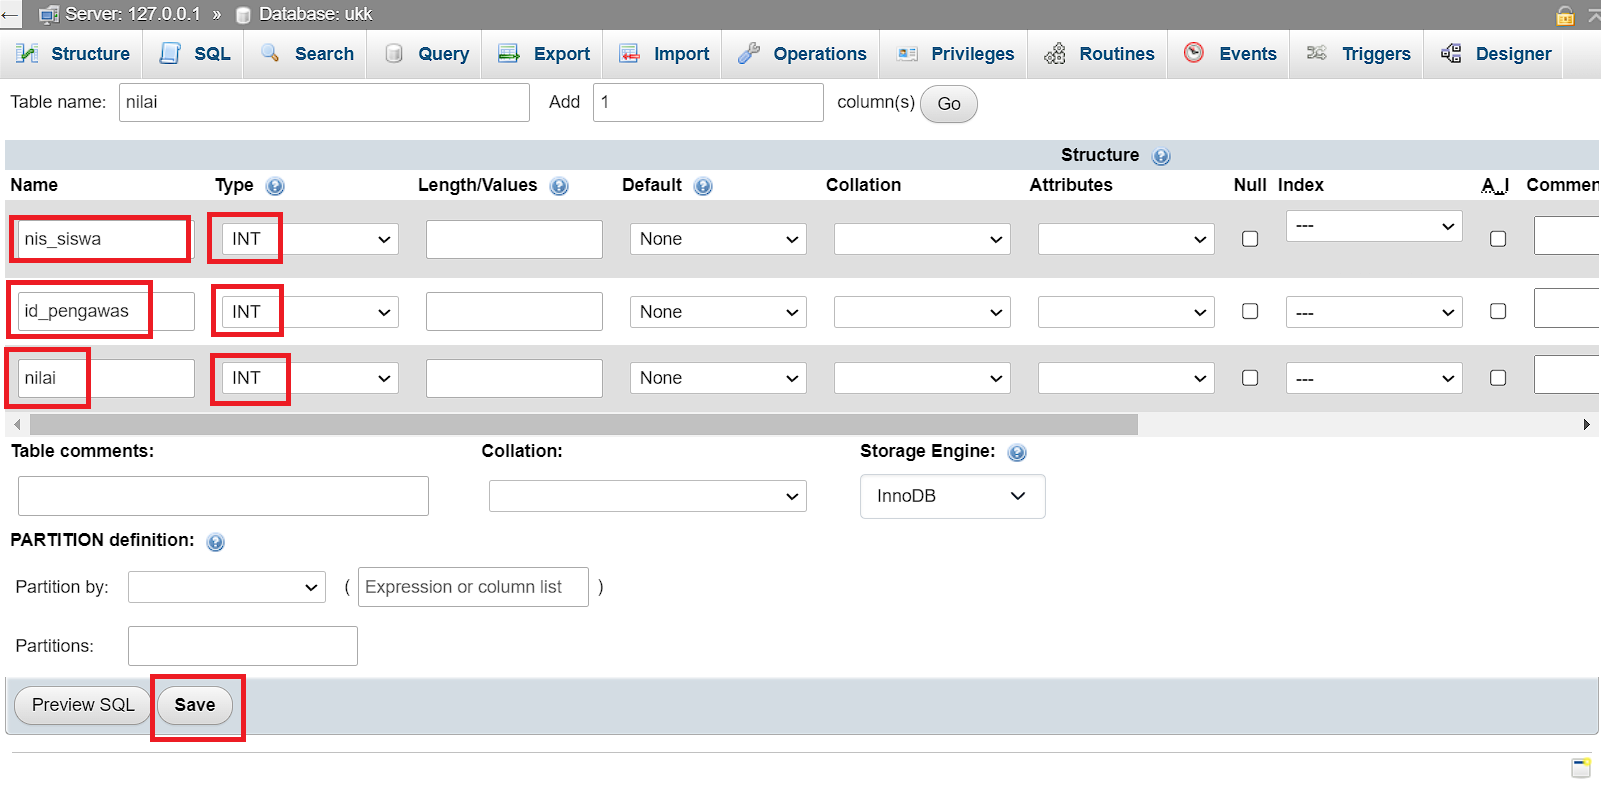 Server: 127.0.0.1 » Database: ukk
Structure SQL Search Query Export Import Operations Privileges Routines Events Triggers Designer
Table name: nilai Add 1 column(s) Go
Structure
Name Type Length/Values Default Collation Attributes Null Index A_I Commen
nis_siswa INT None ---
id_pengawas INT None ---
nilai INT None ---
Table comments: Collation: Storage Engine:
InnoDB
PARTITION definition:
Partition by: ( Expression or column list )
Partitions:
Preview SQL Save